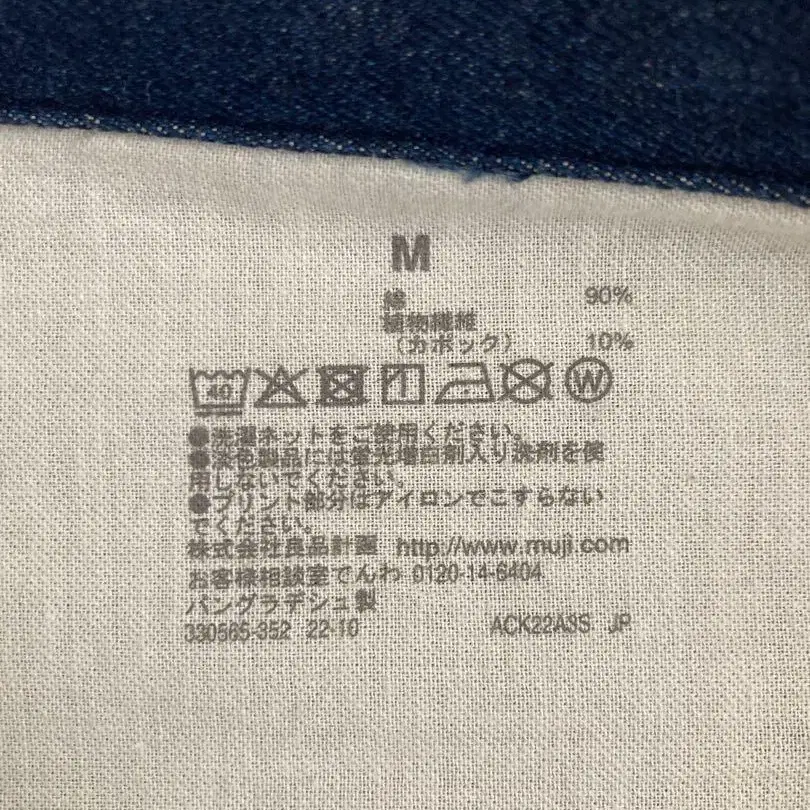 M
綿 90%
植物繊維
(カポック) 10%
40
W
●洗濯ネットをご使用ください。
●淡色製品には蛍光増白剤入り洗剤を使
用しないでください。
●プリント部分はアイロンでこすらない
でください。
株式会社良品計画 http://www.muji.com
お客様相談室でんわ 0120-14-6404
バングラデシュ製
330565-352 22-10 ACK22A3S JP